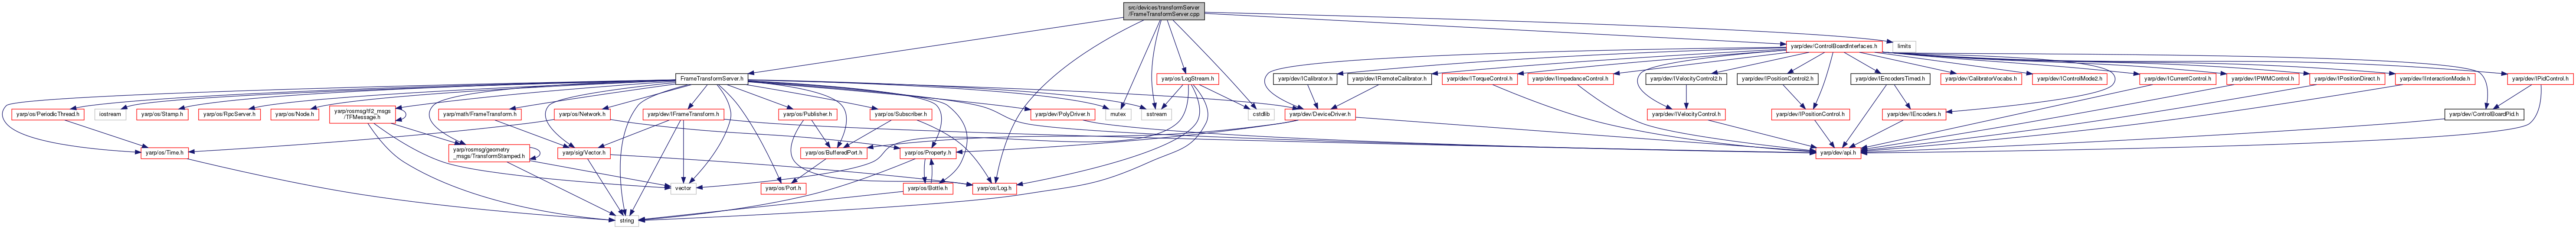 src/devices/transformServer
/FrameTransformServer.cpp
yarp/dev/ControlBoardInterfaces.h
limits
FrameTransformServer.h
yarp/os/LogStream.h
yarp/dev/ICalibrator.h
yarp/dev/IRemoteCalibrator.h
yarp/dev/ITorqueControl.h
yarp/dev/IImpedanceControl.h
yarp/dev/IVelocityControl2.h
yarp/dev/IPositionControl2.h
yarp/dev/IEncodersTimed.h
yarp/dev/CalibratorVocabs.h
yarp/dev/IControlMode2.h
yarp/dev/ICurrentControl.h
yarp/dev/IPWMControl.h
yarp/dev/IPositionDirect.h
yarp/dev/IInteractionMode.h
yarp/dev/IPidControl.h
yarp/os/PeriodicThread.h
iostream
yarp/os/Stamp.h
yarp/os/RpcServer.h
yarp/os/Node.h
yarp/rosmsg/tf2_msgs
/TFMessage.h
yarp/math/FrameTransform.h
yarp/os/Network.h
yarp/dev/IFrameTransform.h
yarp/os/Publisher.h
yarp/os/Subscriber.h
yarp/dev/PolyDriver.h
mutex
sstream
cstdlib
yarp/dev/DeviceDriver.h
yarp/dev/IVelocityControl.h
yarp/dev/IPositionControl.h
yarp/dev/IEncoders.h
yarp/dev/ControlBoardPid.h
yarp/os/Time.h
yarp/rosmsg/geometry
_msgs/TransformStamped.h
yarp/sig/Vector.h
yarp/os/BufferedPort.h
yarp/os/Property.h
yarp/dev/api.h
vector
yarp/os/Port.h
yarp/os/Bottle.h
yarp/os/Log.h
string